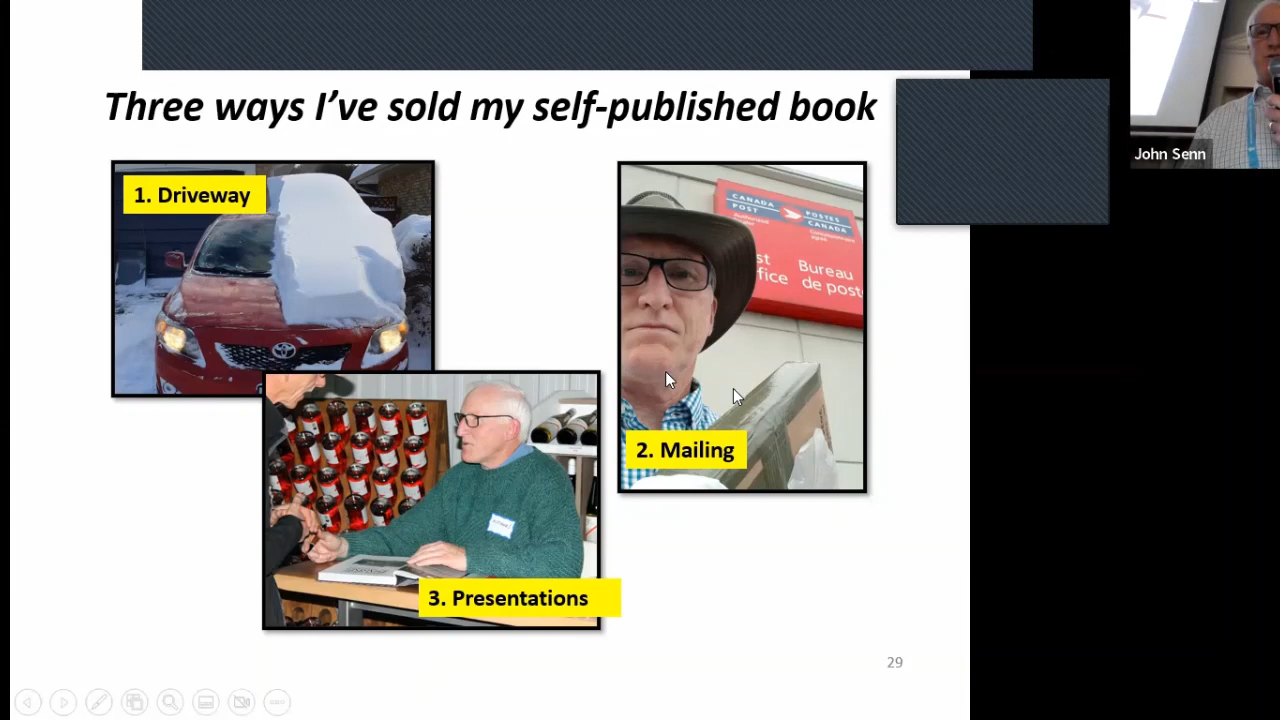 Three ways I've sold my self-published book
1. Driveway
CANADA
POST
POSTES
CANADA
Bureau
de post
2. Mailing
3. Presentations
29
John Senn